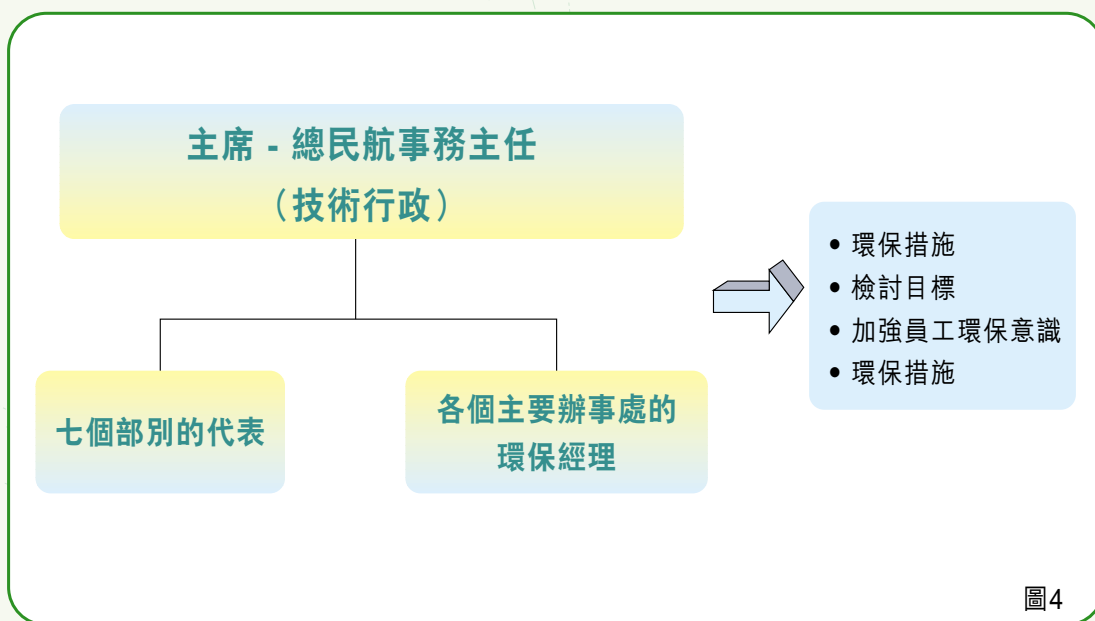 主席 - 總民航事務主任
（技術行政）
七個部別的代表
各個主要辦事處的
環保經理
• 環保措施
• 檢討目標
• 加強員工環保意識
• 環保措施
圖4